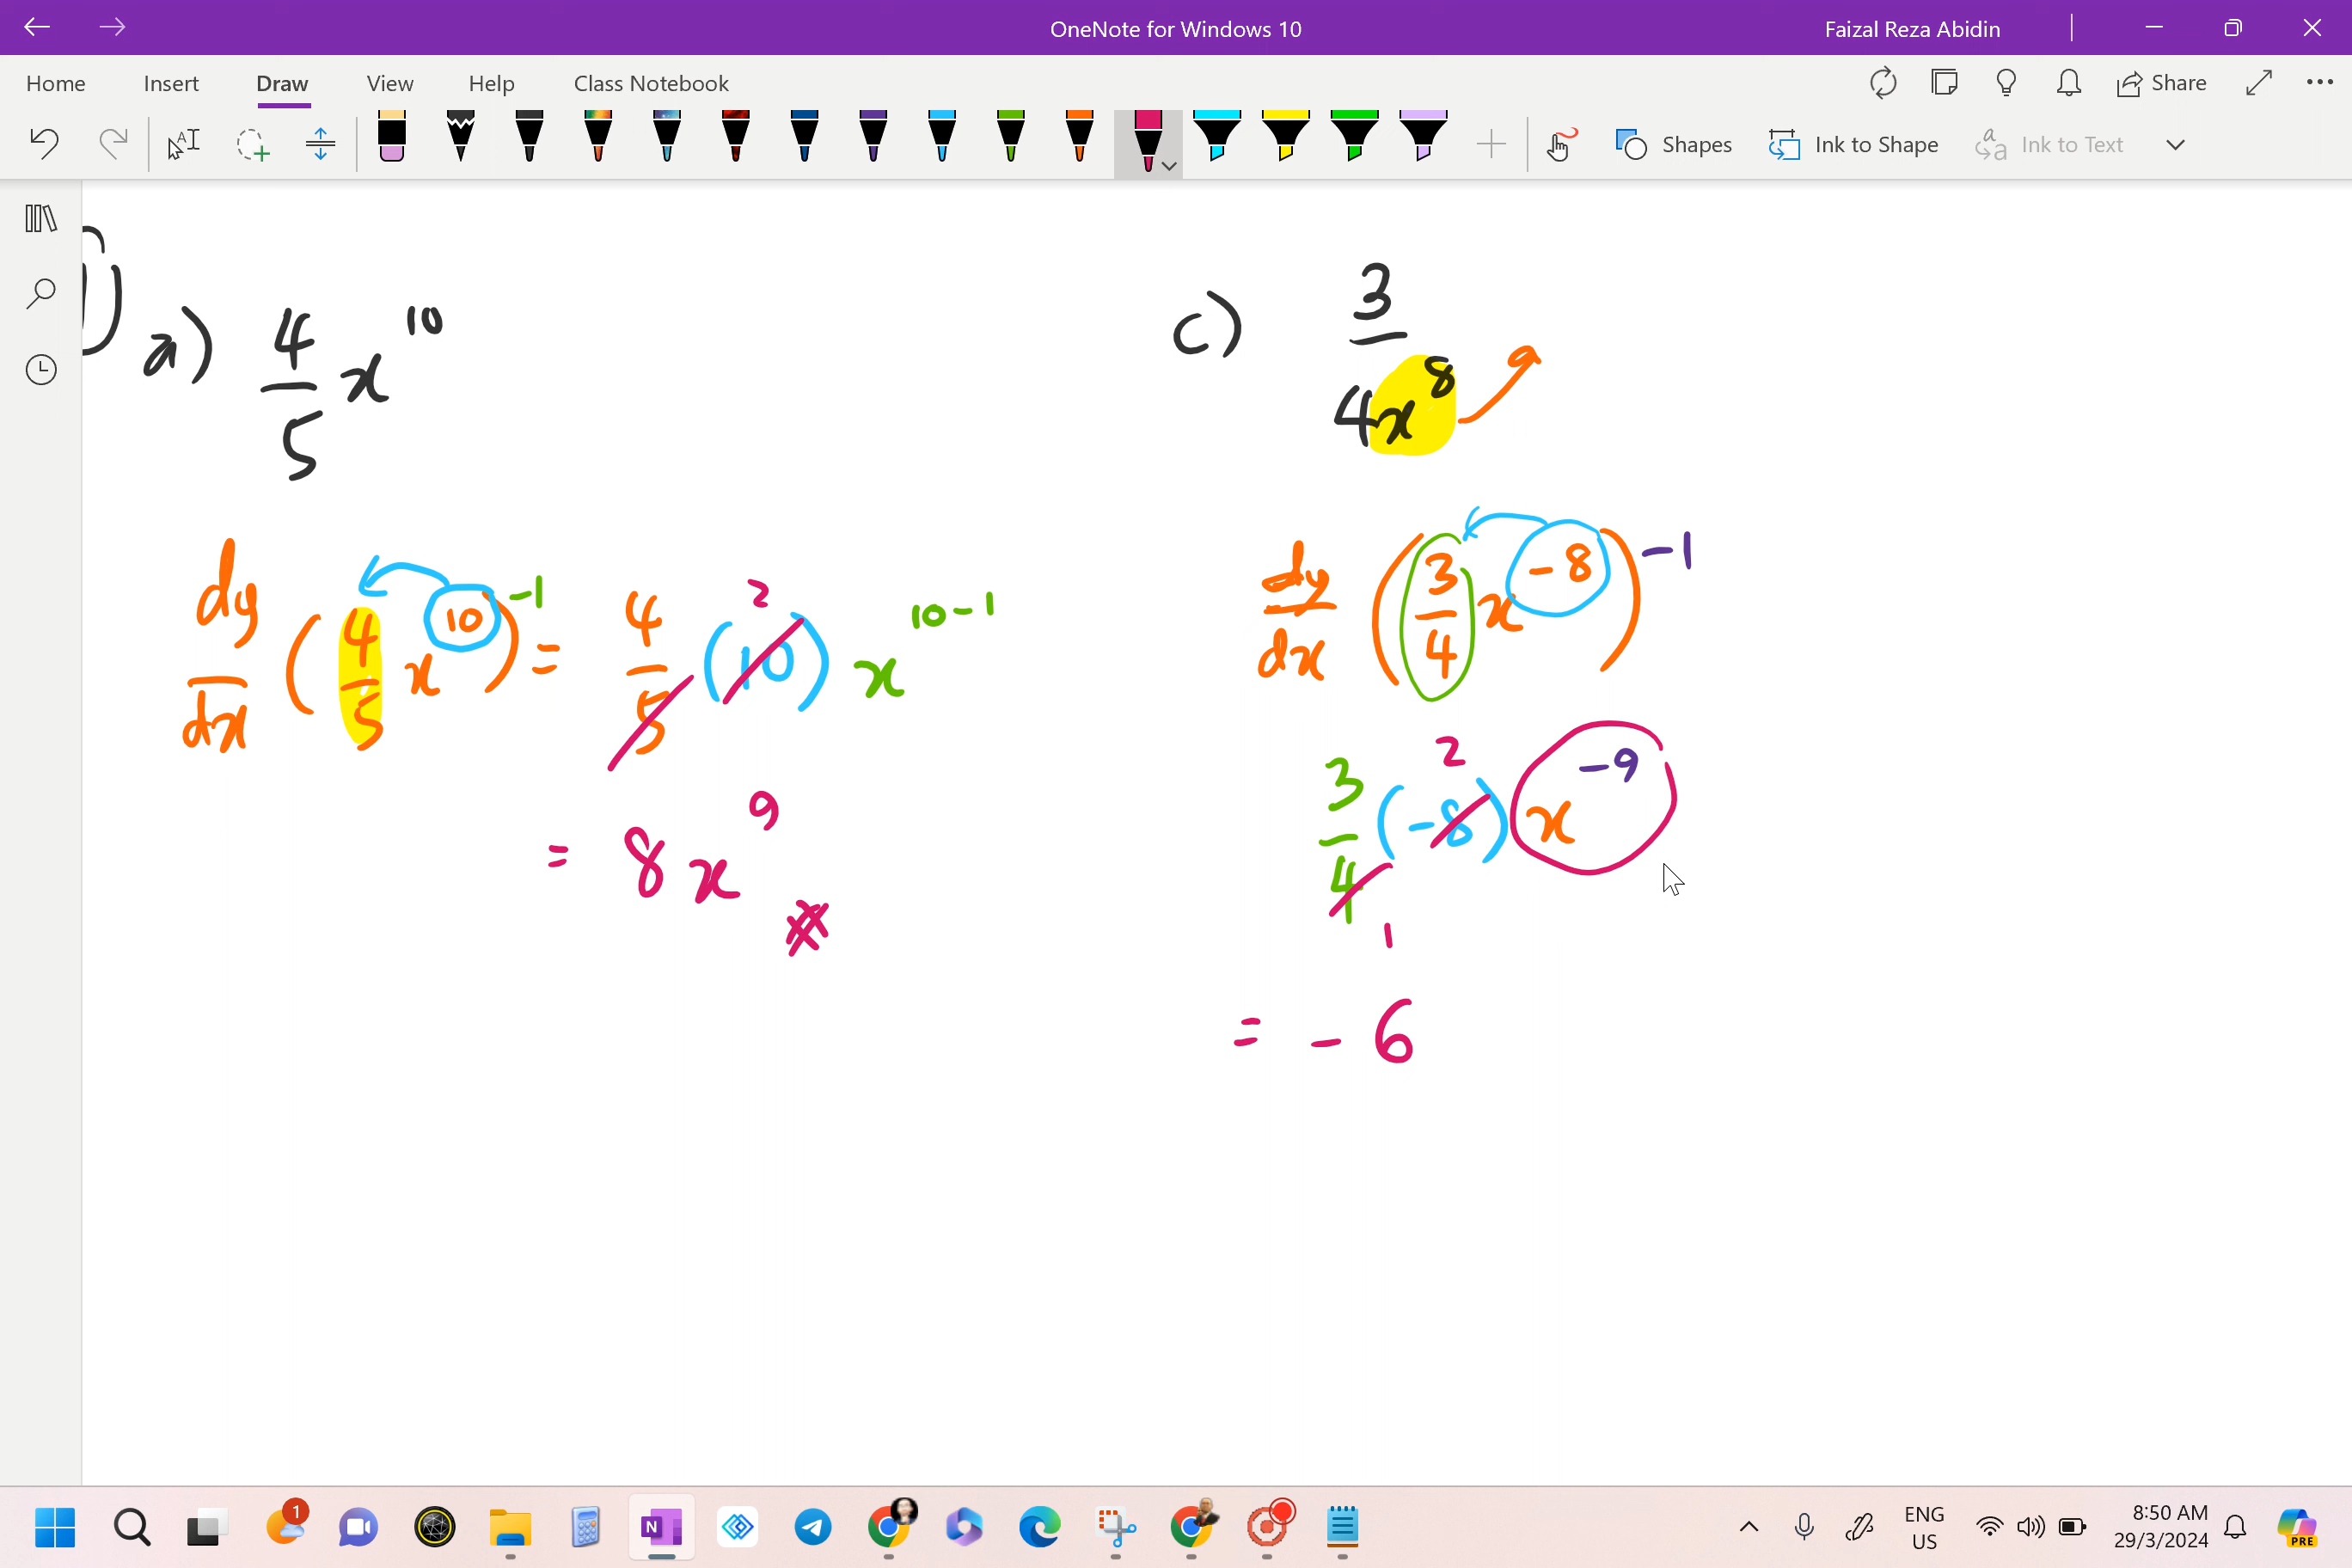 OneNote for Windows 10 Faizal Reza Abidin
Home Insert Draw View Help Class Notebook Share
Shapes Ink to Shape Ink to Text
1)
a) 4/5 x^10
dy/dx (4/5 x^10)^-1 = 4/5 (10) x^10-1
2
= 8x^9 #
c) 3/4x^8
dy/dx (3/4 x^-8)^-1
2
3/4 (-8) x^-9
1
= - 6
1 N ENG US 8:50 AM 29/3/2024 PRE